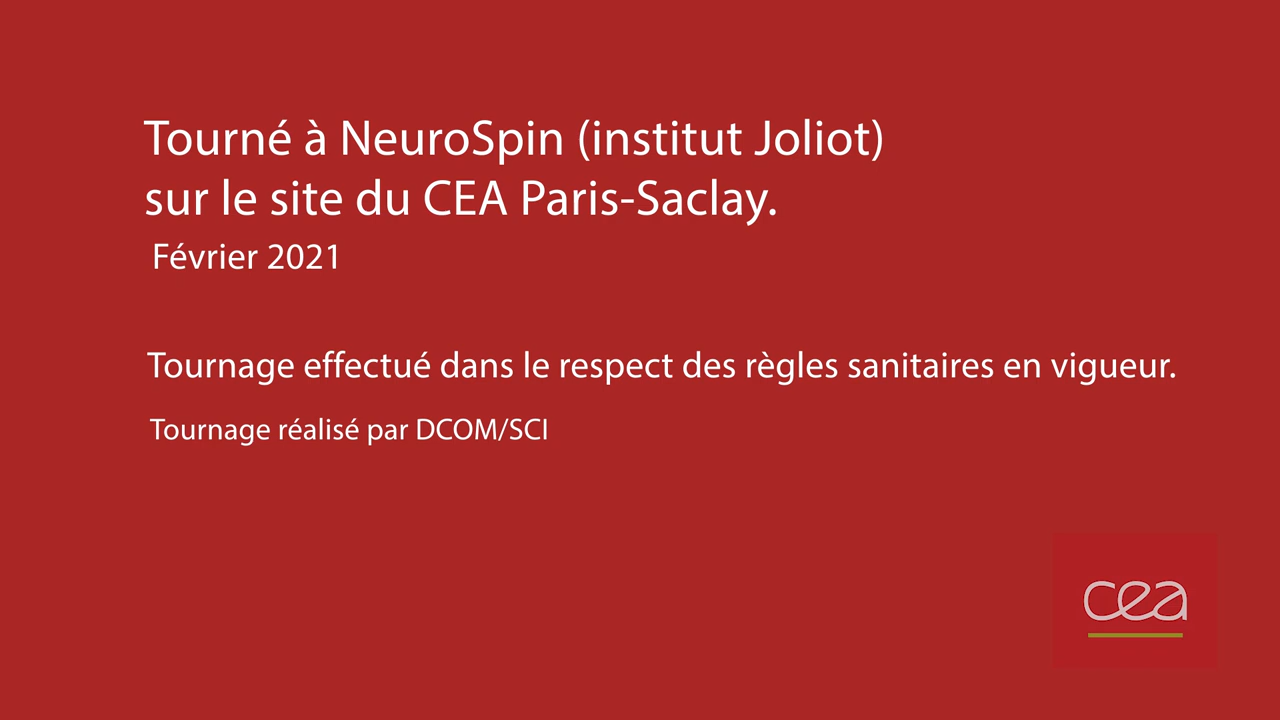 Tourné à NeuroSpin (institut Joliot)
sur le site du CEA Paris-Saclay.
Février 2021
Tournage effectué dans le respect des règles sanitaires en vigueur.
Tournage réalisé par DCOM/SCI
cea